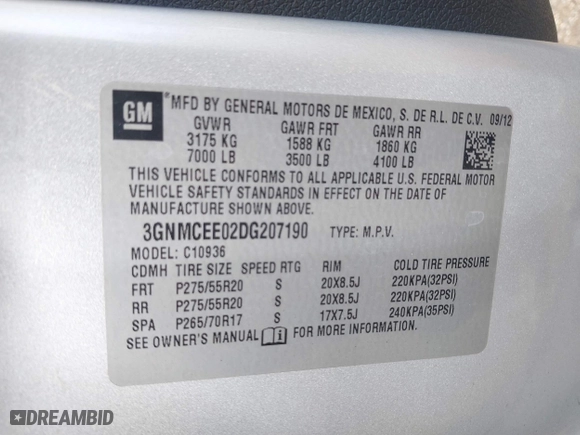 GM
*MFD BY GENERAL MOTORS DE MEXICO, S. DE R.L. DE C.V. 09/12
GVWR GAWR FRT GAWR RR
3175 KG 1588 KG 1860 KG
7000 LB 3500 LB 4100 LB
THIS VEHICLE CONFORMS TO ALL APPLICABLE U.S. FEDERAL MOTOR
VEHICLE SAFETY STANDARDS IN EFFECT ON THE DATE OF
MANUFACTURE SHOWN ABOVE.
3GNMCEE02DG207190 TYPE: M.P.V.
MODEL: C10936
CDMH TIRE SIZE SPEED RTG RIM COLD TIRE PRESSURE
FRT P275/55R20 S 20X8.5J 220KPA(32PSI)
RR P275/55R20 S 20X8.5J 220KPA(32PSI)
SPA P265/70R17 S 17X7.5J 240KPA(35PSI)
SEE OWNER'S MANUAL FOR MORE INFORMATION.
DREAMBID